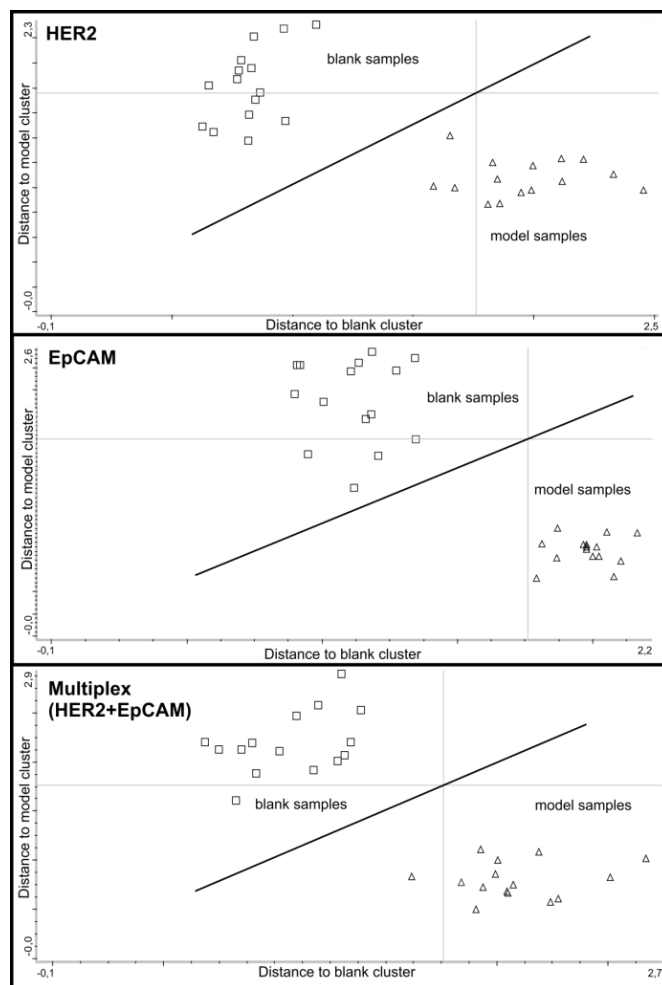 HER2
2,3
blank samples
Distance to model cluster
model samples
-0,0
-0,1
Distance to blank cluster
2,5
EpCAM
2,6
blank samples
Distance to model cluster
model samples
-0,0
-0,1
Distance to blank cluster
2,2
Multiplex
(HER2+EpCAM)
2,9
blank samples
model samples
Distance to model cluster
-0,0
-0,1
Distance to blank cluster
2,7